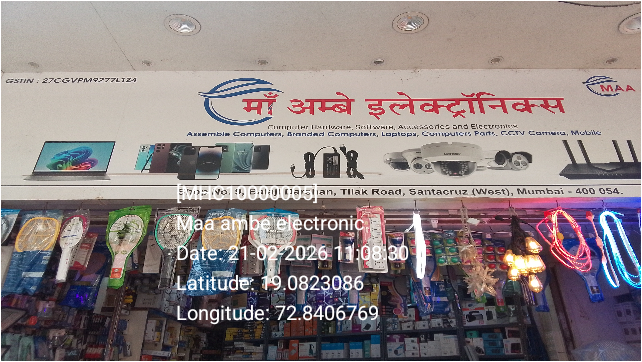 GSTIN : 27CGVPM9277L1Z4
माँ अम्बे इलेक्ट्रॉनिक्स
MAA
Computer Hardware, Software, Accessories and Electronics
Assemble Computers, Branded Computers, Laptops, Computers Parts, CCTV Camera, Mobile
Tilak Road, Santacruz (West), Mumbai - 400 054.
Maa ambe electronic,
Date: 21-02-2026 11:08:30
Latitude: 19.0823086
Longitude: 72.8406769